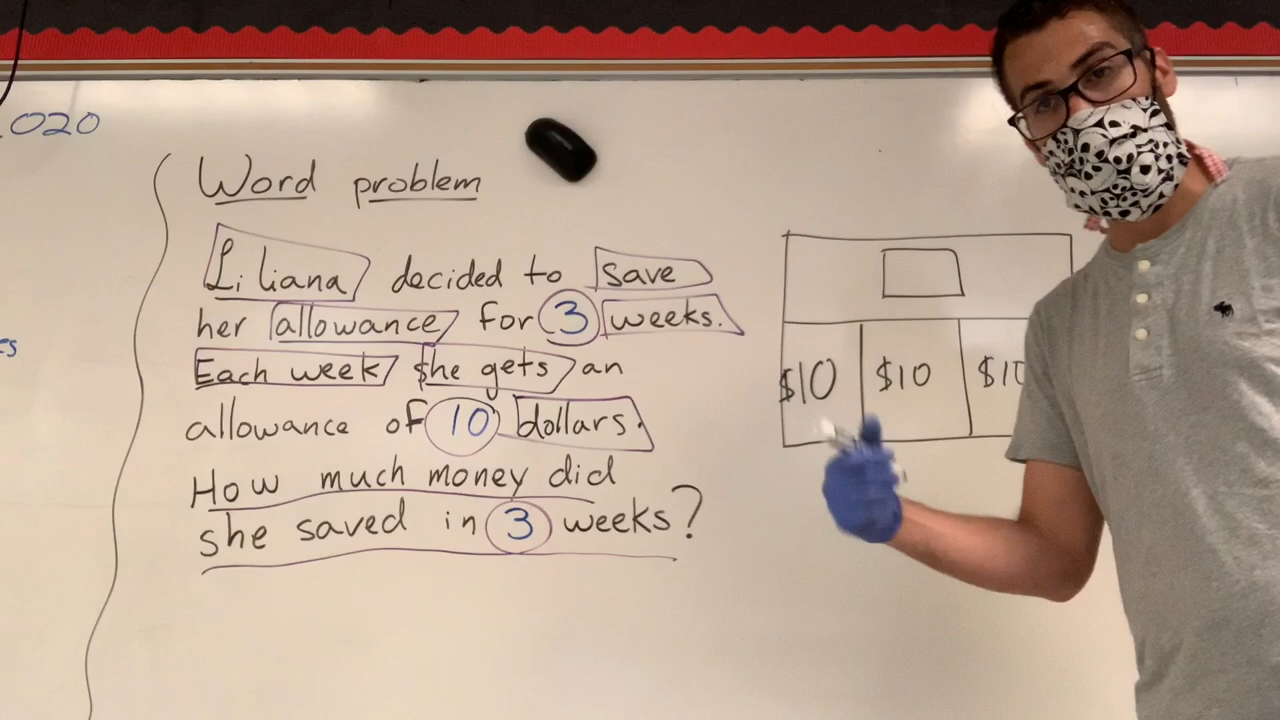 020
Word problem
Liliana decided to save
her allowance for 3 weeks.
Each week she gets an
allowance of 10 dollars.
How much money did
she saved in 3 weeks?
$10 $10 $10